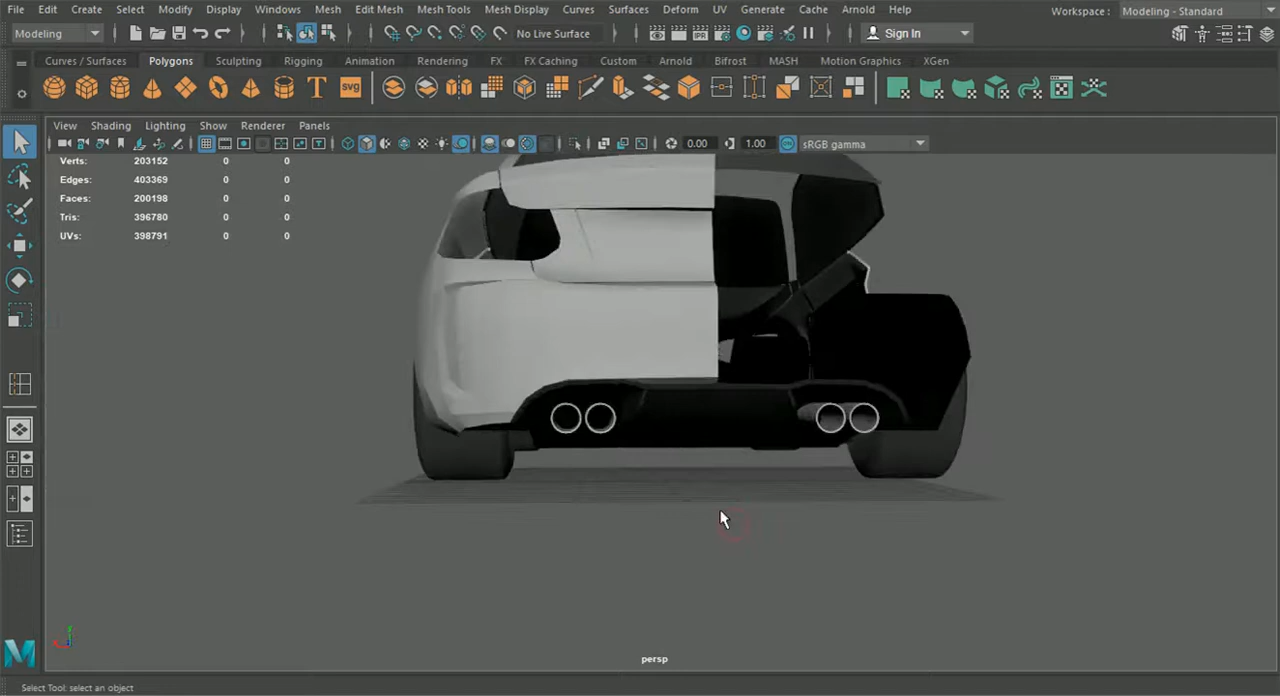 File Edit Create Select Modify Display Windows Mesh Edit Mesh Mesh Tools Mesh Display Curves Surfaces Deform UV Generate Cache Arnold Help Workspace: Modeling - Standard
Modeling No Live Surface Sign In
Curves / Surfaces Polygons Sculpting Rigging Animation Rendering FX FX Caching Custom Arnold Bifrost MASH Motion Graphics XGen
T SVG
View Shading Lighting Show Renderer Panels
IPR
0.00 1.00 sRGB gamma
Verts: 203152 0 0
Edges: 403369 0 0
Faces: 200198 0 0
Tris: 396780 0 0
UVs: 398791 0 0
persp
M
Select Tool: select an object